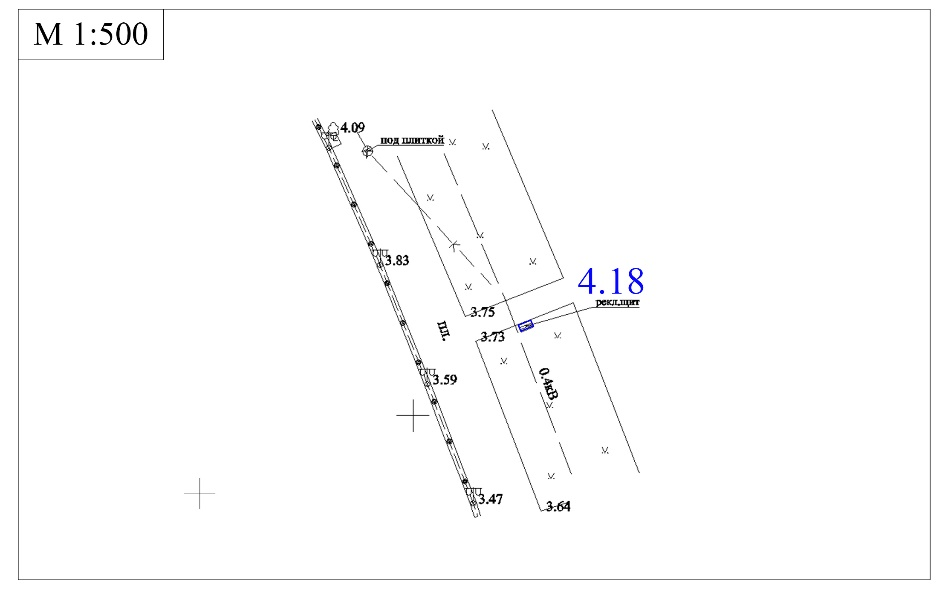 М 1:500
4.09
под плиткой
3.83
4.18
рекл.щит
3.75
пл.
3.73
3.59
0.4кВ
3.47
3.64